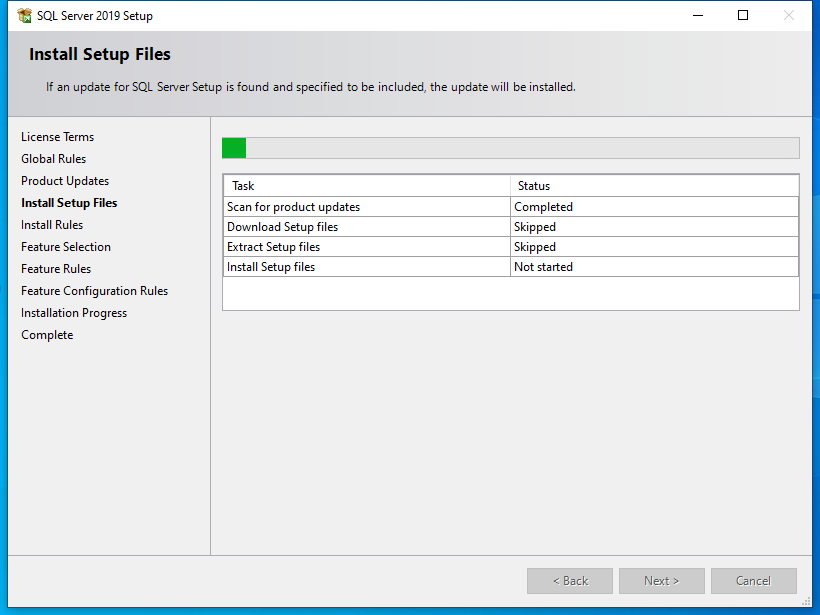 SQL Server 2019 Setup
Install Setup Files
If an update for SQL Server Setup is found and specified to be included, the update will be installed.
License Terms
Global Rules
Product Updates
Install Setup Files
Install Rules
Feature Selection
Feature Rules
Feature Configuration Rules
Installation Progress
Complete
Task Status
Scan for product updates Completed
Download Setup files Skipped
Extract Setup files Skipped
Install Setup files Not started
< Back Next > Cancel